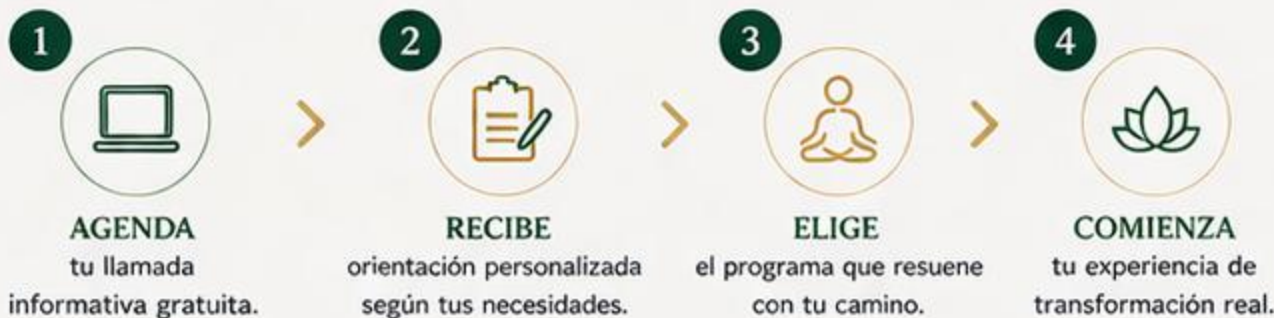 1
AGENDA
tu llamada
informativa gratuita.
2
RECIBE
orientación personalizada
según tus necesidades.
3
ELIGE
el programa que resuene
con tu camino.
4
COMIENZA
tu experiencia de
transformación real.